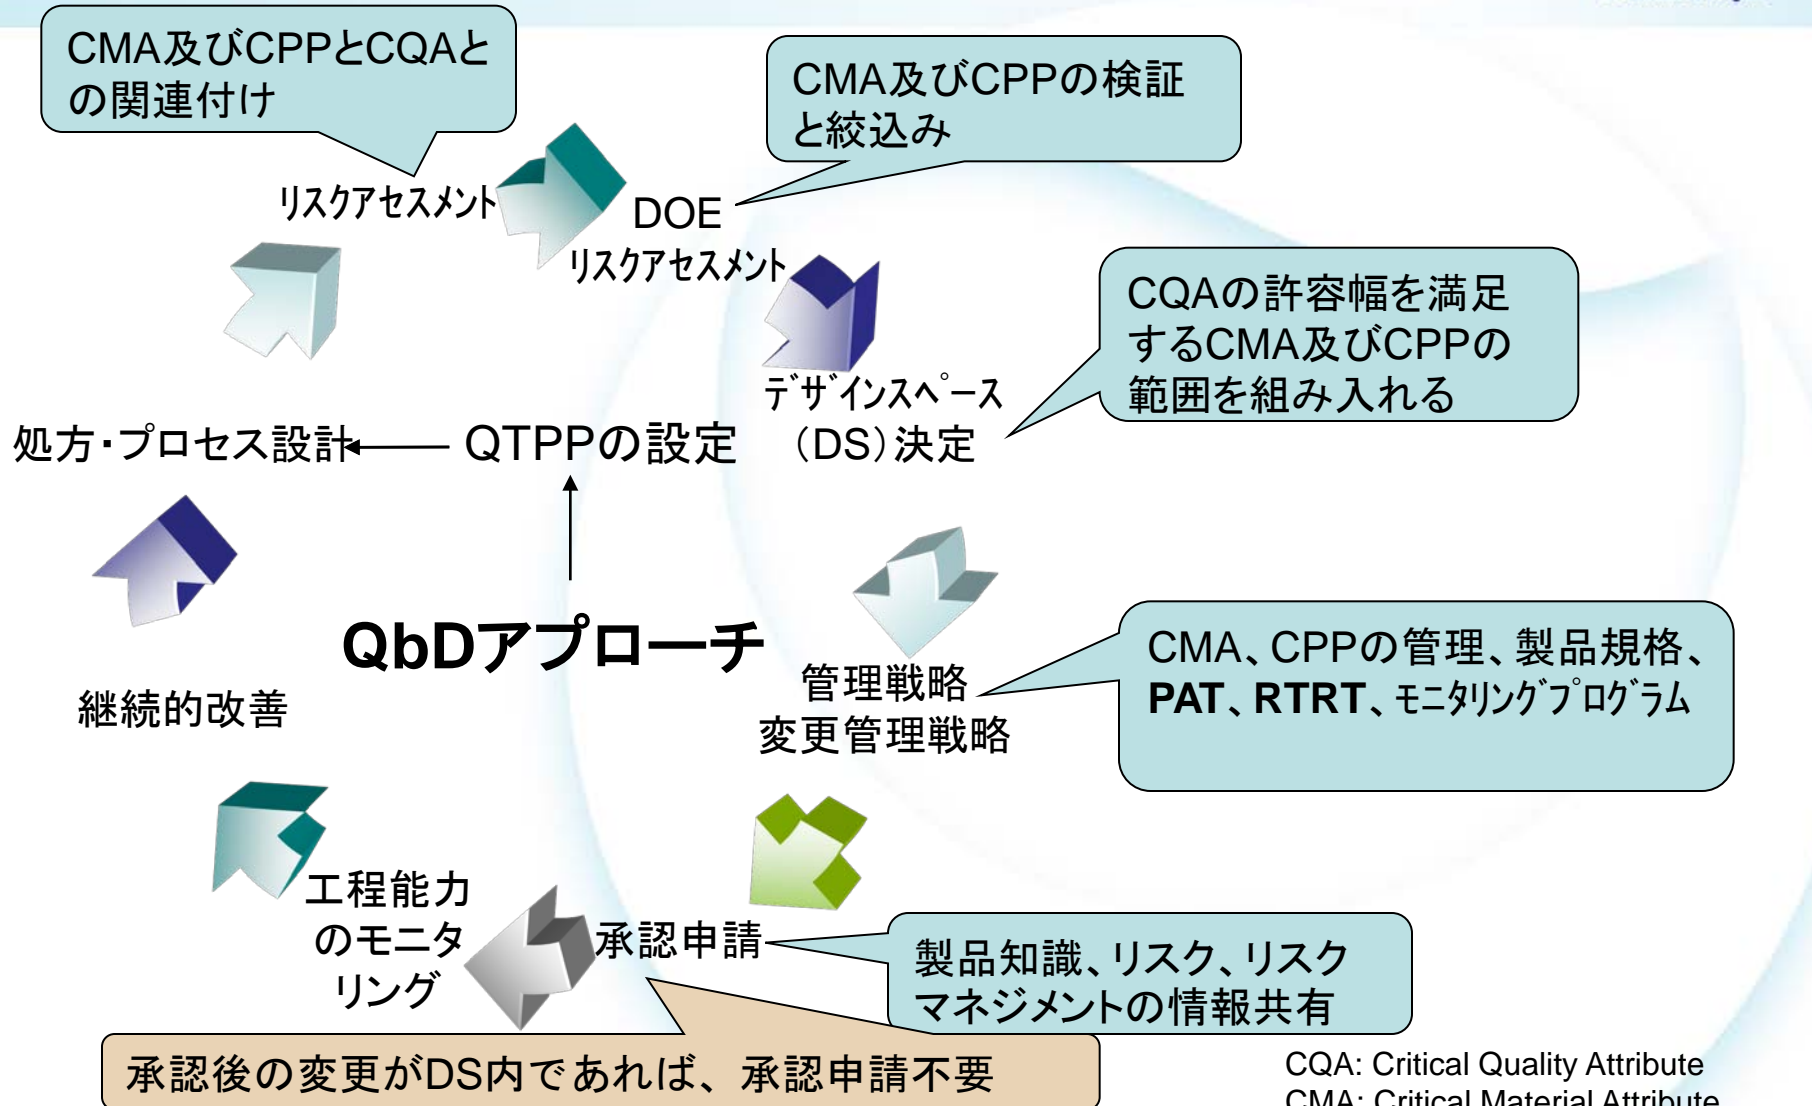 CMA及びCPPとCQAと
の関連付け
CMA及びCPPの検証
と絞込み
リスクアセスメント
DOE
リスクアセスメント
CQAの許容幅を満足
するCMA及びCPPの
範囲を組み入れる
デザインスペース
(DS)決定
処方・プロセス設計
QTPPの設定
QbDアプローチ
CMA、CPPの管理、製品規格、
PAT、RTRT、モニタリングプログラム
管理戦略
変更管理戦略
継続的改善
工程能力
のモニタ
リング
承認申請
製品知識、リスク、リスク
マネジメントの情報共有
承認後の変更がDS内であれば、承認申請不要
CQA: Critical Quality Attribute
CMA: Critical Material Attribute